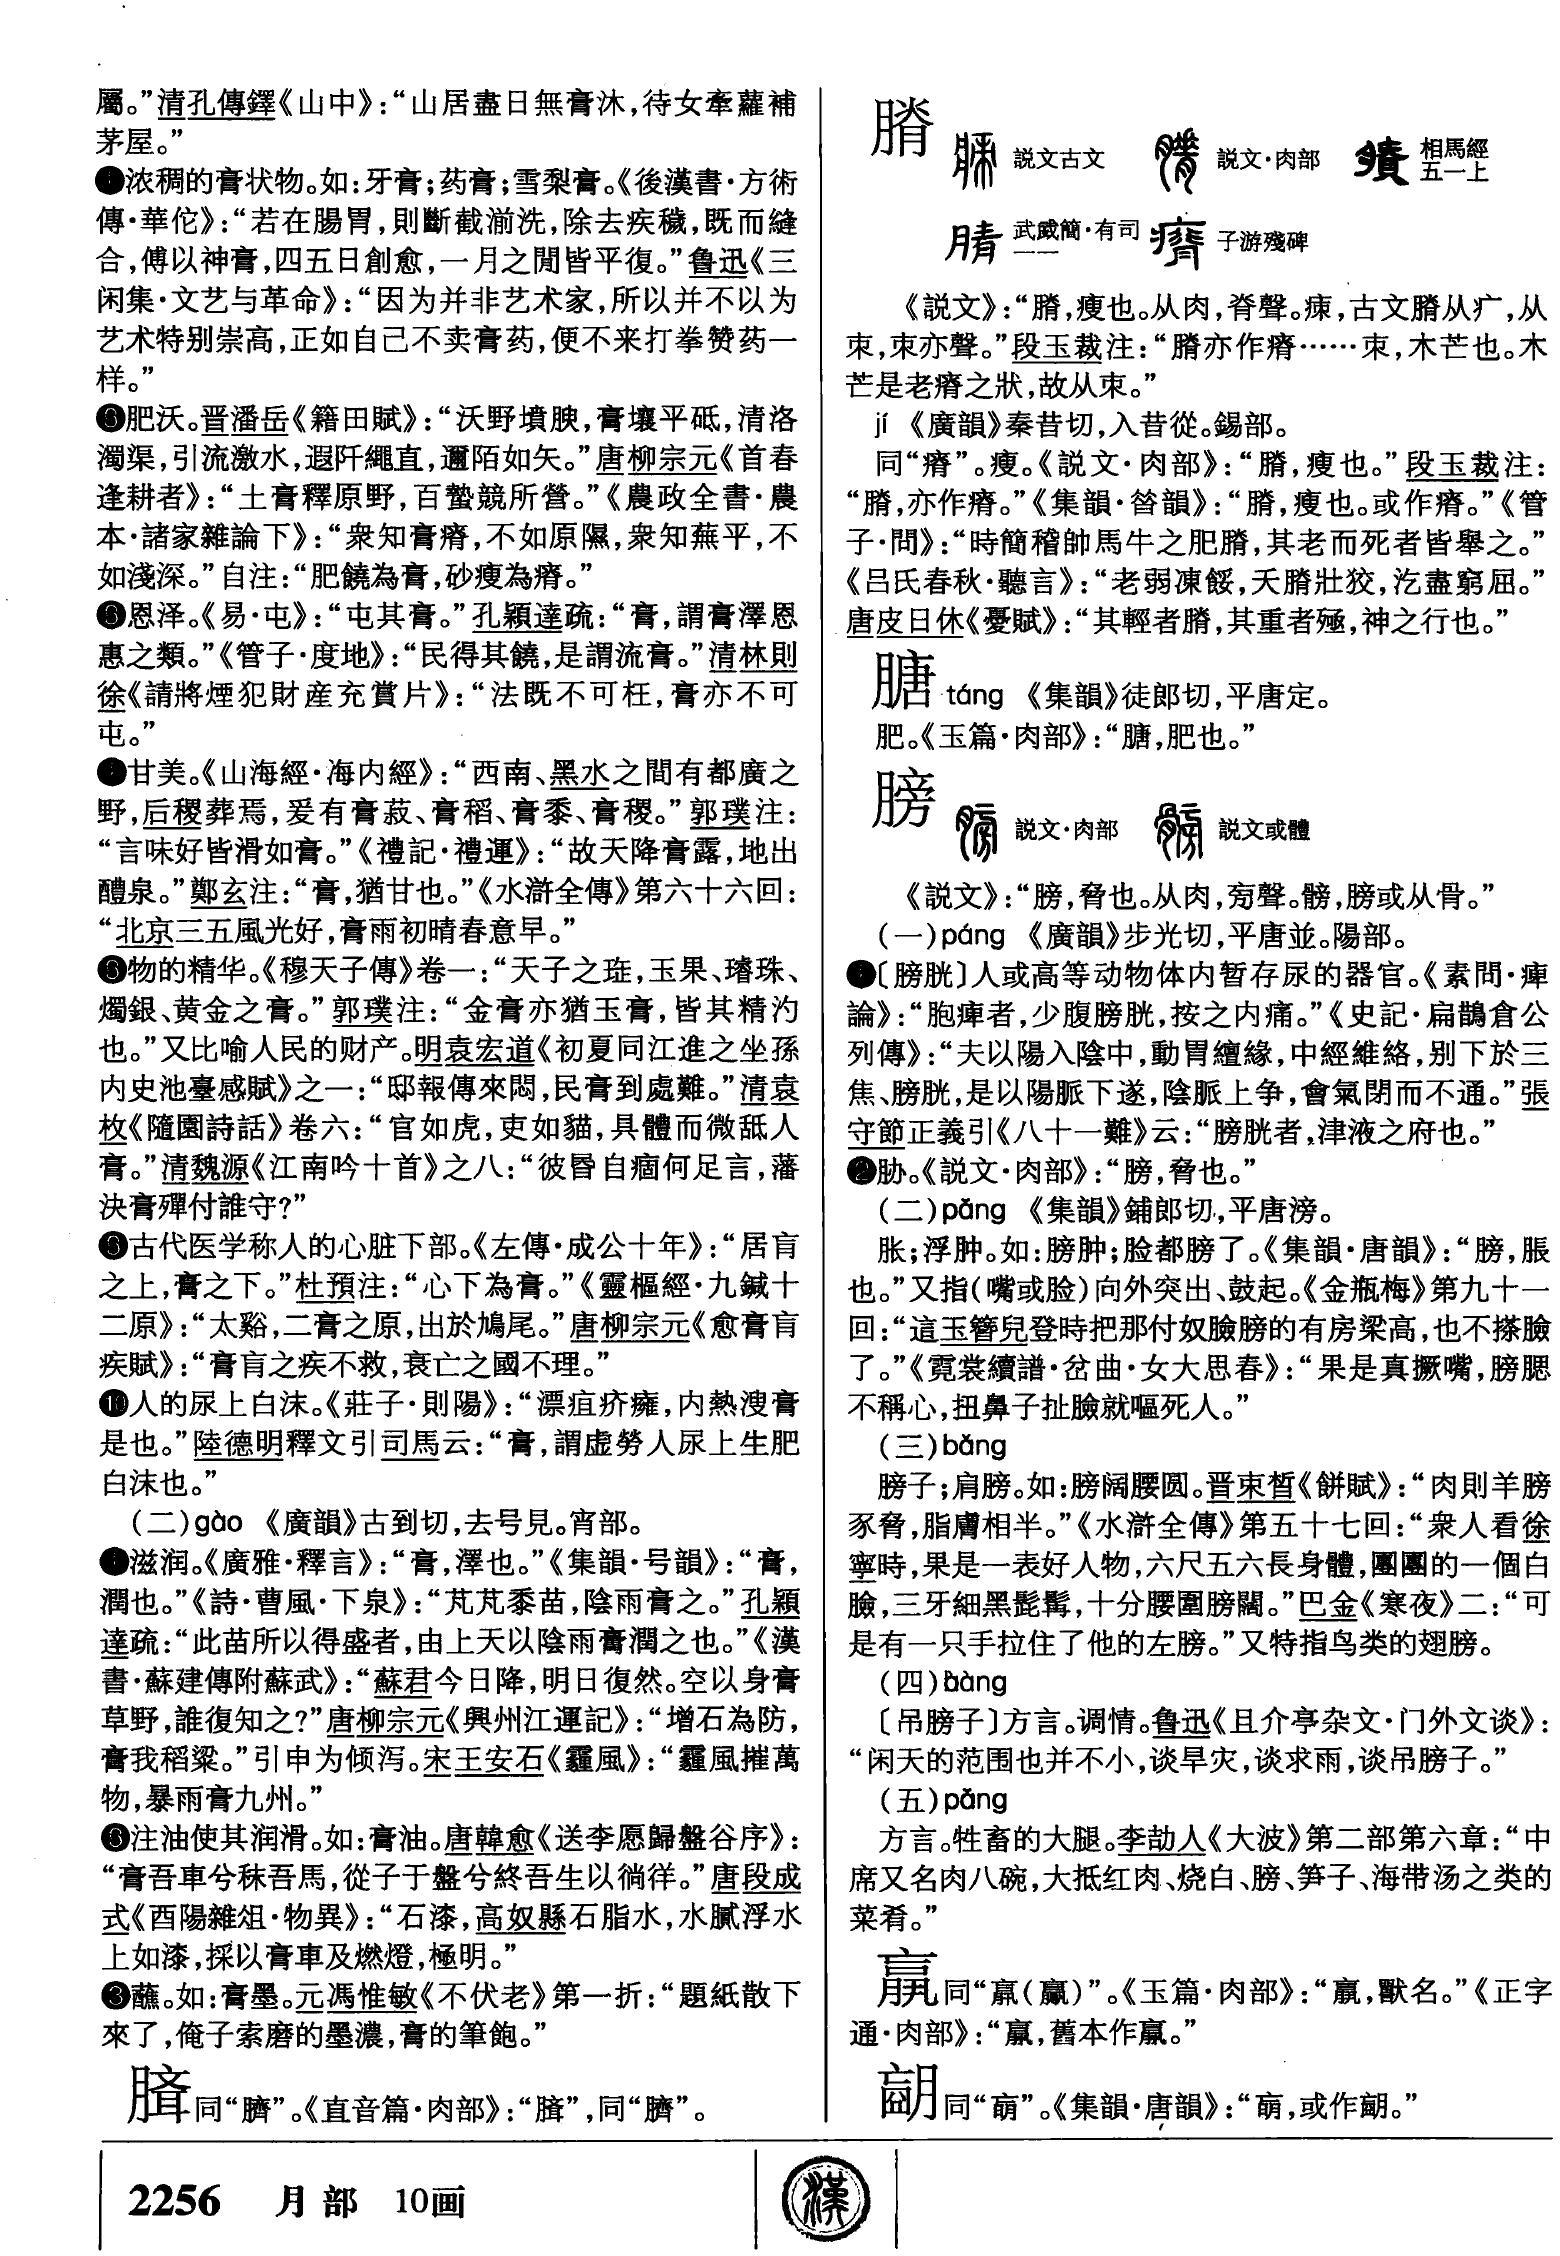 屬。”清孔傳鐸《山中》：“山居盡日無膏沐，待女牽蘿補
茅屋。”
浓稠的膏状物。如：牙膏；药膏；雪梨膏。《後漢書·方術
傳·華佗》：“若在腸胃，則斷截湔洗，除去疾穢，既而縫
合，傅以神膏，四五日創愈，一月之閒皆平復。”魯迅《三
闲集·文艺与革命》：“因为并非艺术家，所以并不以为
艺术特别崇高，正如自己不卖膏药，便不来打拳赞药一
样。”
肥沃。晋潘岳《籍田賦》：“沃野墳腴，膏壤平砥，清洛
濁渠，引流激水，遐阡繩直，邇陌如矢。”唐柳宗元《首春
逢耕者》：“土膏釋原野，百蟄競所營。”《農政全書·農
本·諸家雜論下》：“衆知膏瘠，不如原隰，衆知蕪平，不
如淺深。”自注：“肥饒為膏，砂瘦為瘠。”
恩泽。《易·屯》：“屯其膏。”孔穎達疏：“膏，謂膏澤恩
惠之類。”《管子·度地》：“民得其饒，是謂流膏。”清林則
徐《請將煙犯財産充賞片》：“法既不可枉，膏亦不可
屯。”
甘美。《山海經·海内經》：“西南、黑水之間有都廣之
野，后稷葬焉，爰有膏菽、膏稻、膏黍、膏稷。”郭璞注：
“言味好皆滑如膏。”《禮記·禮運》：“故天降膏露，地出
醴泉。”鄭玄注：“膏，猶甘也。”《水滸全傳》第六十六回：
“北京三五風光好，膏雨初晴春意早。”
物的精华。《穆天子傳》卷一：“天子之珤，玉果、璿珠、
燭銀、黄金之膏。”郭璞注：“金膏亦猶玉膏，皆其精汋
也。”又比喻人民的财产。明袁宏道《初夏同江進之坐孫
内史池臺感賦》之一：“邸報傳來悶，民膏到處難。”清袁
枚《隨園詩話》卷六：“官如虎，吏如貓，具體而微舐人
膏。”清魏源《江南吟十首》之八：“彼昏自痼何足言，藩
決膏殫付誰守？”
古代医学称人的心脏下部。《左傳·成公十年》：“居肓
之上，膏之下。”杜預注：“心下為膏。”《靈樞經·九鍼十
二原》：“太谿，二膏之原，出於鳩尾。”唐柳宗元《愈膏肓
疾賦》：“膏肓之疾不救，衰亡之國不理。”
❿人的尿上白沫。《莊子·則陽》：“漂疽疥癰，内熱溲膏
是也。”陸德明釋文引司馬云：“膏，謂虚勞人尿上生肥
白沫也。”
（二）gào 《廣韻》古到切，去号見。宵部。
滋润。《廣雅·釋言》：“膏，澤也。”《集韻·号韻》：“膏，
潤也。”《詩·曹風·下泉》：“芃芃黍苗，陰雨膏之。”孔穎
達疏：“此苗所以得盛者，由上天以陰雨膏潤之也。”《漢
書·蘇建傳附蘇武》：“蘇君今日降，明日復然。空以身膏
草野，誰復知之？”唐柳宗元《興州江運記》：“增石為防，
膏我稻粱。”引申为倾泻。宋王安石《龗風》：“龗風摧萬
物，暴雨膏九州。”
注油使其润滑。如：膏油。唐韓愈《送李愿歸盤谷序》：
“膏吾車兮秣吾馬，從子于盤兮終吾生以徜徉。”唐段成
式《酉陽雜俎·物異》：“石漆，高奴縣石脂水，水膩浮水
上如漆，採以膏車及燃燈，極明。”
❸蘸。如：膏墨。元馮惟敏《不伏老》第一折：“題紙散下
來了，俺子索磨的墨濃，膏的筆飽。”
同“臍”。《直音篇·肉部》：“”，同“臍”。
膌 説文古文 説文·肉部 相馬經五一上
武威簡·有司一一 子游殘碑
《説文》：“膌，瘦也。从肉，脊聲。㾊，古文膌从疒，从
朿，朿亦聲。”段玉裁注：“膌亦作瘠……朿，木芒也。木
芒是老瘠之狀，故从朿。”
jí 《廣韻》秦昔切，入昔從。錫部。
同“瘠”。瘦。《説文·肉部》：“膌，瘦也。”段玉裁注：
“膌，亦作瘠。”《集韻·㫺韻》：“膌，瘦也。或作瘠。”《管
子·問》：“時簡稽帥馬牛之肥膌，其老而死者皆舉之。”
《吕氏春秋·聽言》：“老弱凍餒，夭膌壯狡，汔盡窮屈。”
唐皮日休《憂賦》：“其輕者膌，其重者殛，神之行也。”
膅 táng 《集韻》徒郎切，平唐定。
肥。《玉篇·肉部》：“膅，肥也。”
膀 説文·肉部 説文或體
《説文》：“膀，脅也。从肉，㫄聲。髈，膀或从骨。”
（一）páng 《廣韻》步光切，平唐並。陽部。
〔膀胱〕人或高等动物体内暂存尿的器官。《素問·痺
論》：“胞痺者，少腹膀胱，按之内痛。”《史記·扁鵲倉公
列傳》：“夫以陽入陰中，動胃繵緣，中經維絡，别下於三
焦、膀胱，是以陽脈下遂，陰脈上争，會氣閉而不通。”張
守節正義引《八十一難》云：“膀胱者，津液之府也。”
❷胁。《説文·肉部》：“膀，脅也。”
（二）pāng 《集韻》鋪郎切，平唐滂。
胀；浮肿。如：膀肿；脸都膀了。《集韻·唐韻》：“膀，脹
也。”又指（嘴或脸）向外突出、鼓起。《金瓶梅》第九十一
回：“這玉簪兒登時把那付奴臉膀的有房梁高，也不搽臉
了。”《霓裳續譜·岔曲·女大思春》：“果是真撅嘴，膀腮
不稱心，扭鼻子扯臉就嘔死人。”
（三）bǎng
膀子；肩膀。如：膀阔腰圆。晋束晳《餅賦》：“肉則羊膀
豕脅，脂膚相半。”《水滸全傳》第五十七回：“衆人看徐
寧時，果是一表好人物，六尺五六長身體，團團的一個白
臉，三牙細黑髭髯，十分腰圍膀闊。”巴金《寒夜》二：“可
是有一只手拉住了他的左膀。”又特指鸟类的翅膀。
（四）bàng
〔吊膀子〕方言。调情。鲁迅《且介亭杂文·门外文谈》：
“闲天的范围也并不小，谈旱灾，谈求雨，谈吊膀子。”
（五）pǎng
方言。牲畜的大腿。李劼人《大波》第二部第六章：“中
席又名肉八碗，大抵红肉、烧白、膀、笋子、海带汤之类的
菜肴。”
同“㒺（臝）”。《玉篇·肉部》：“，獸名。”《正字
通·肉部》：“，舊本作。”
同“”。《集韻·唐韻》：“，或作。”
2256 月部 10画
漢